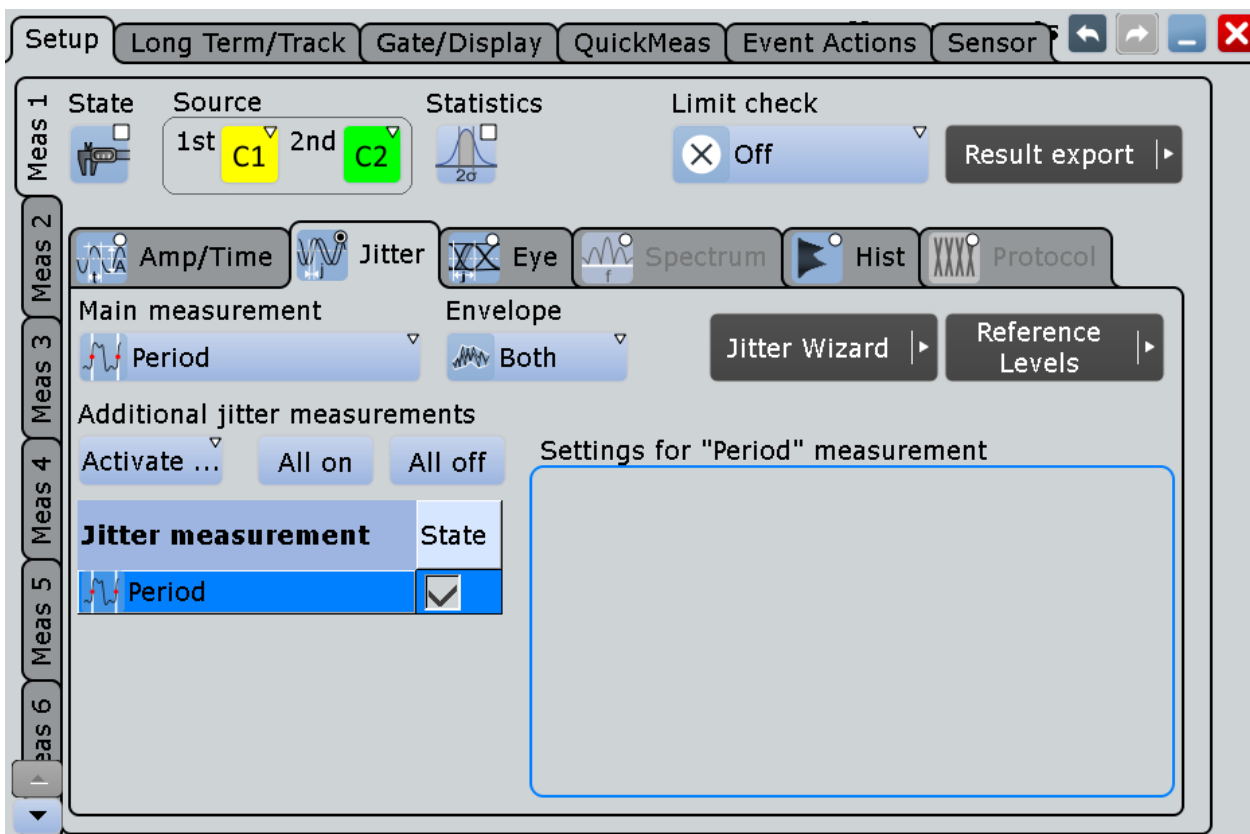 Setup Long Term/Track Gate/Display QuickMeas Event Actions Sensor
Meas 1
Meas 2
Meas 3
Meas 4
Meas 5
State Source Statistics Limit check
1st C1 2nd C2 2σ Off Result export
Amp/Time Jitter Eye Spectrum Hist Protocol
Main measurement Envelope
Period Both Jitter Wizard Reference
Levels
Additional jitter measurements
Activate ... All on All off Settings for "Period" measurement
Jitter measurement State
Period